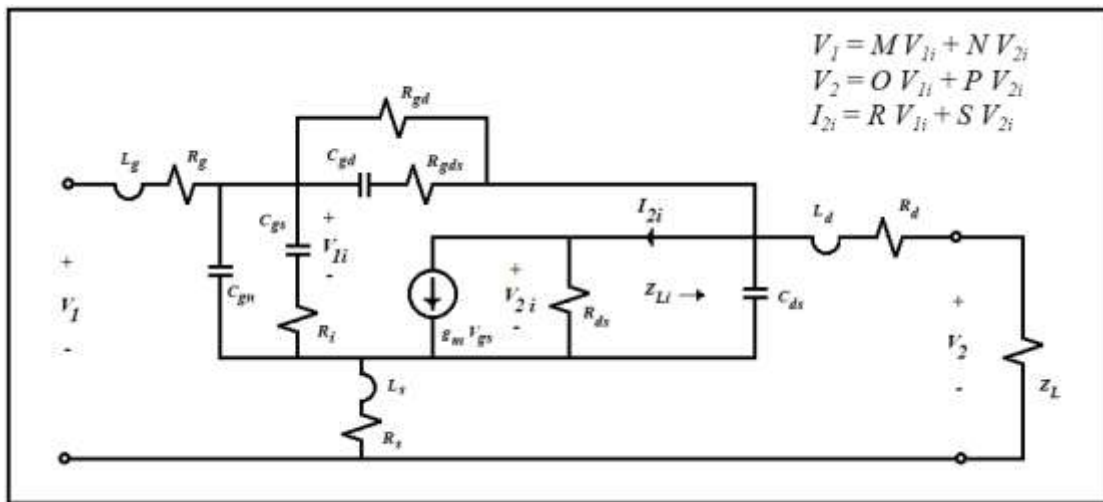 V1 = M V1i + N V2i
V2 = O V1i + P V2i
I2i = R V1i + S V2i
Rgd
Lg
Rg
Cgd
Rgds
Cgs
+
V1i
-
I2i
Ld
Rd
+
V1
-
Cgn
Ri
gm Vgs
+
V2i
-
Rds
ZLi →
Cds
+
V2
-
ZL
Ls
Rs